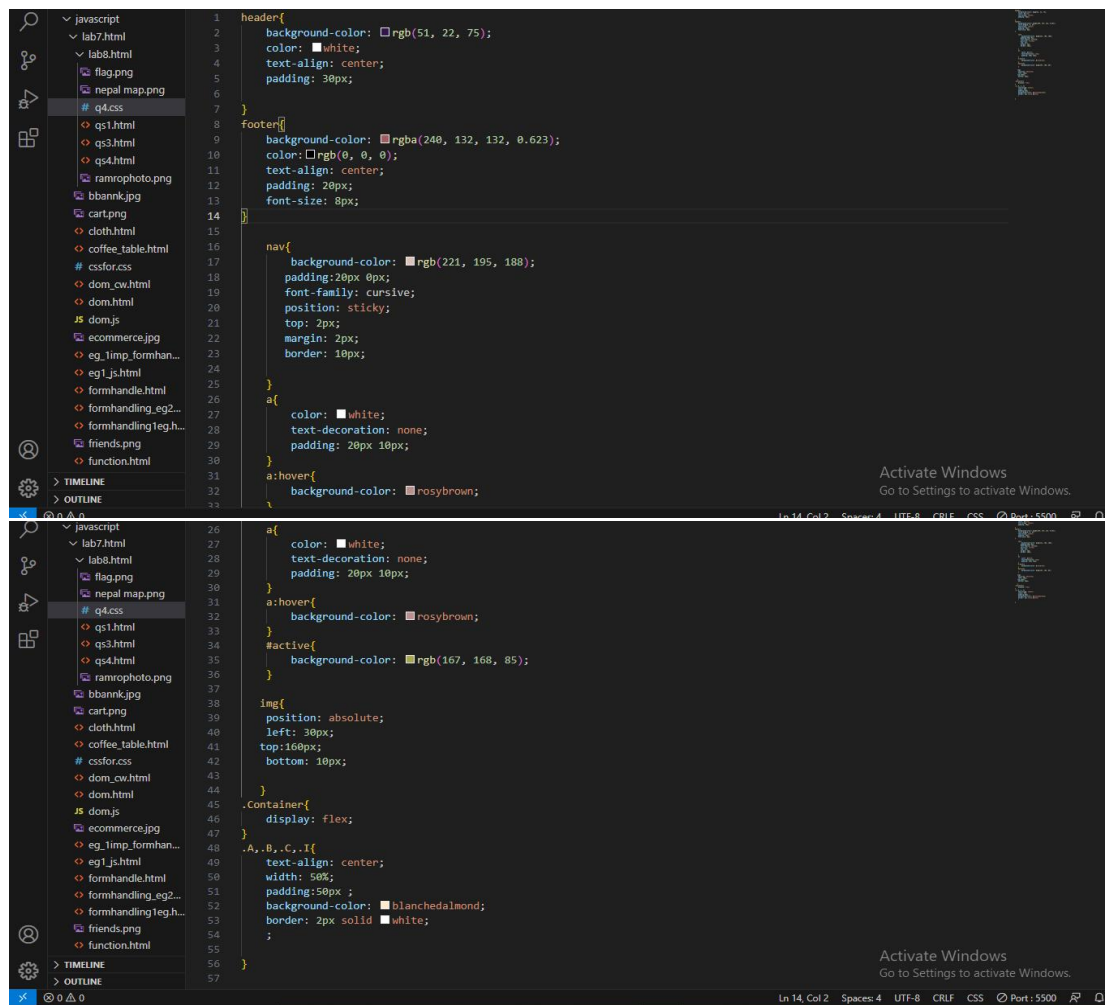 javascript
lab7.html
lab8.html
flag.png
nepal map.png
# q4.css
<> qs1.html
<> qs3.html
<> qs4.html
ramrophoto.png
bbannk.jpg
cart.png
<> cloth.html
<> coffee_table.html
# cssfor.css
<> dom_cw.html
<> dom.html
JS dom.js
ecommerce.jpg
<> eg_1imp_formhan...
<> eg1_js.html
<> formhandle.html
<> formhandling_eg2...
<> formhandling1eg.h...
friends.png
<> function.html
> TIMELINE
> OUTLINE
1 header{
2 background-color: rgb(51, 22, 75);
3 color: white;
4 text-align: center;
5 padding: 30px;
6
7 }
8 footer{
9 background-color: rgba(240, 132, 132, 0.623);
10 color: rgb(0, 0, 0);
11 text-align: center;
12 padding: 20px;
13 font-size: 8px;
14 }
15
16 nav{
17 background-color: rgb(221, 195, 188);
18 padding:20px 0px;
19 font-family: cursive;
20 position: sticky;
21 top: 2px;
22 margin: 2px;
23 border: 10px;
24
25 }
26 a{
27 color: white;
28 text-decoration: none;
29 padding: 20px 10px;
30 }
31 a:hover{
32 background-color: rosybrown;
33 }
Activate Windows
Go to Settings to activate Windows.
0 0 Ln 14, Col 2 Spaces: 4 UTF-8 CRLF CSS Port : 5500
javascript
lab7.html
lab8.html
flag.png
nepal map.png
# q4.css
<> qs1.html
<> qs3.html
<> qs4.html
ramrophoto.png
bbannk.jpg
cart.png
<> cloth.html
<> coffee_table.html
# cssfor.css
<> dom_cw.html
<> dom.html
JS dom.js
ecommerce.jpg
<> eg_1imp_formhan...
<> eg1_js.html
<> formhandle.html
<> formhandling_eg2...
<> formhandling1eg.h...
friends.png
<> function.html
> TIMELINE
> OUTLINE
26 a{
27 color: white;
28 text-decoration: none;
29 padding: 20px 10px;
30 }
31 a:hover{
32 background-color: rosybrown;
33 }
34 #active{
35 background-color: rgb(167, 168, 85);
36 }
37
38 img{
39 position: absolute;
40 left: 30px;
41 top:160px;
42 bottom: 10px;
43
44 }
45 .Container{
46 display: flex;
47 }
48 .A,.B,.C,.I{
49 text-align: center;
50 width: 50%;
51 padding:50px ;
52 background-color: blanchedalmond;
53 border: 2px solid white;
54 ;
55
56 }
57
Activate Windows
Go to Settings to activate Windows.
0 0 Ln 14, Col 2 Spaces: 4 UTF-8 CRLF CSS Port : 5500